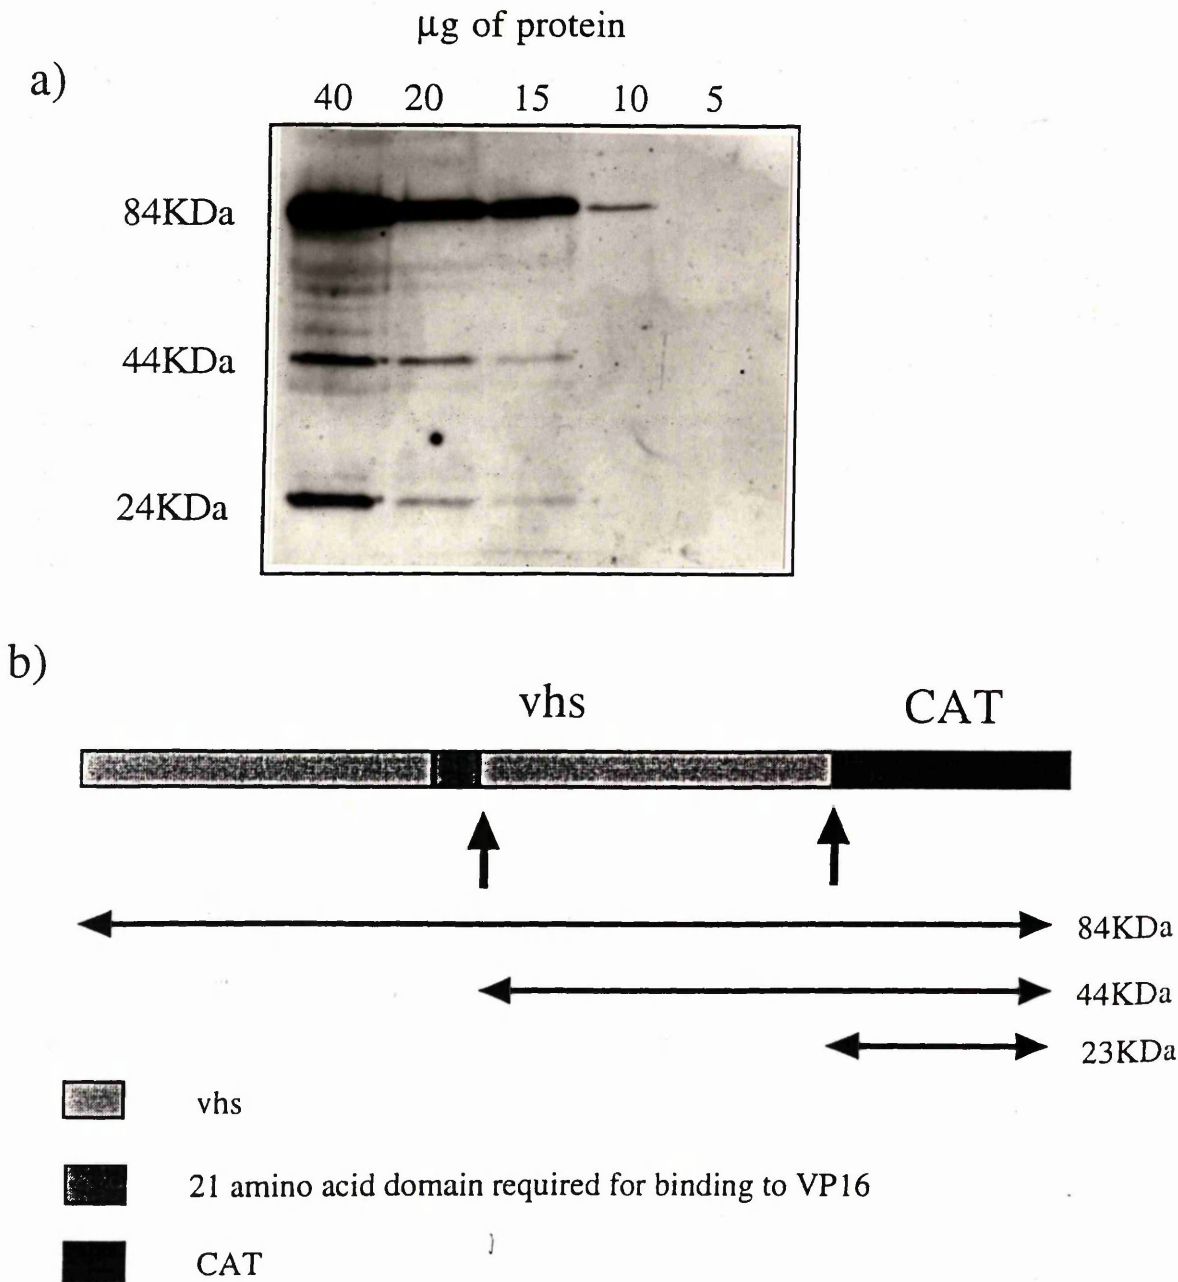 µg of protein
a)
40 20 15 10 5
84KDa
44KDa
24KDa
b)
vhs CAT
84KDa
44KDa
23KDa
vhs
21 amino acid domain required for binding to VP16
CAT